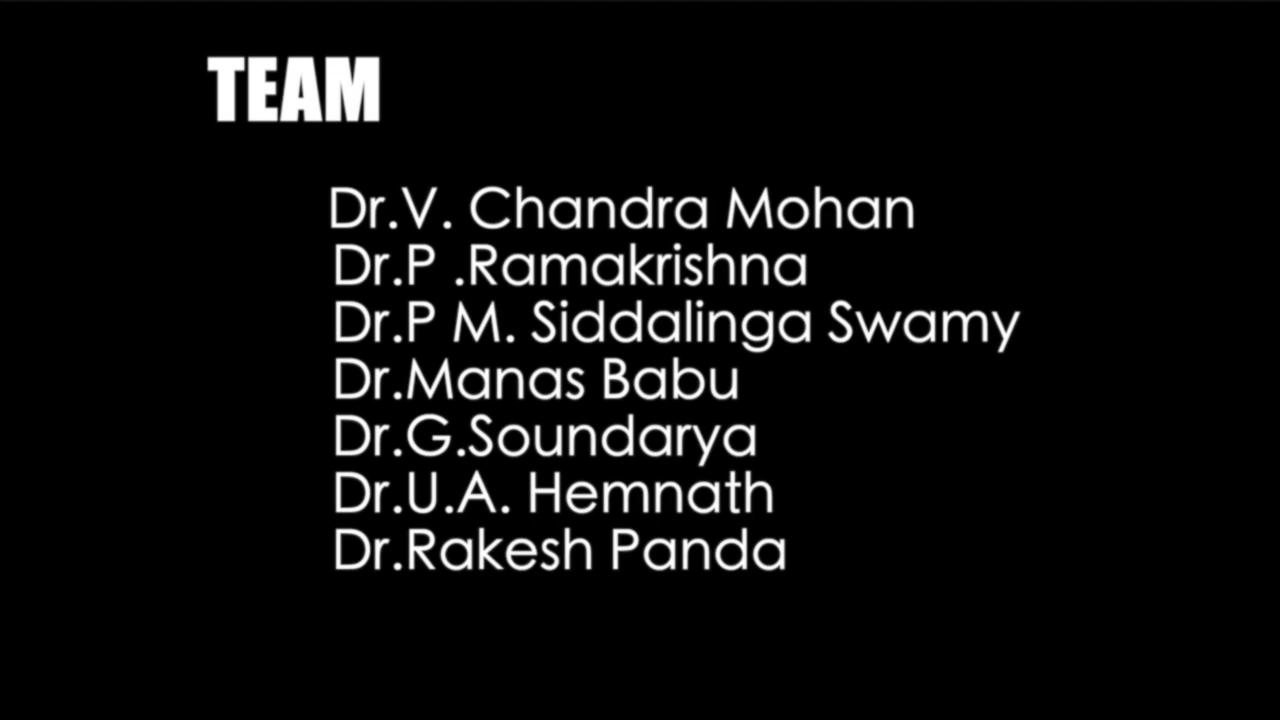 TEAM
Dr.V. Chandra Mohan
Dr.P .Ramakrishna
Dr.P M. Siddalinga Swamy
Dr.Manas Babu
Dr.G.Soundarya
Dr.U.A. Hemnath
Dr.Rakesh Panda